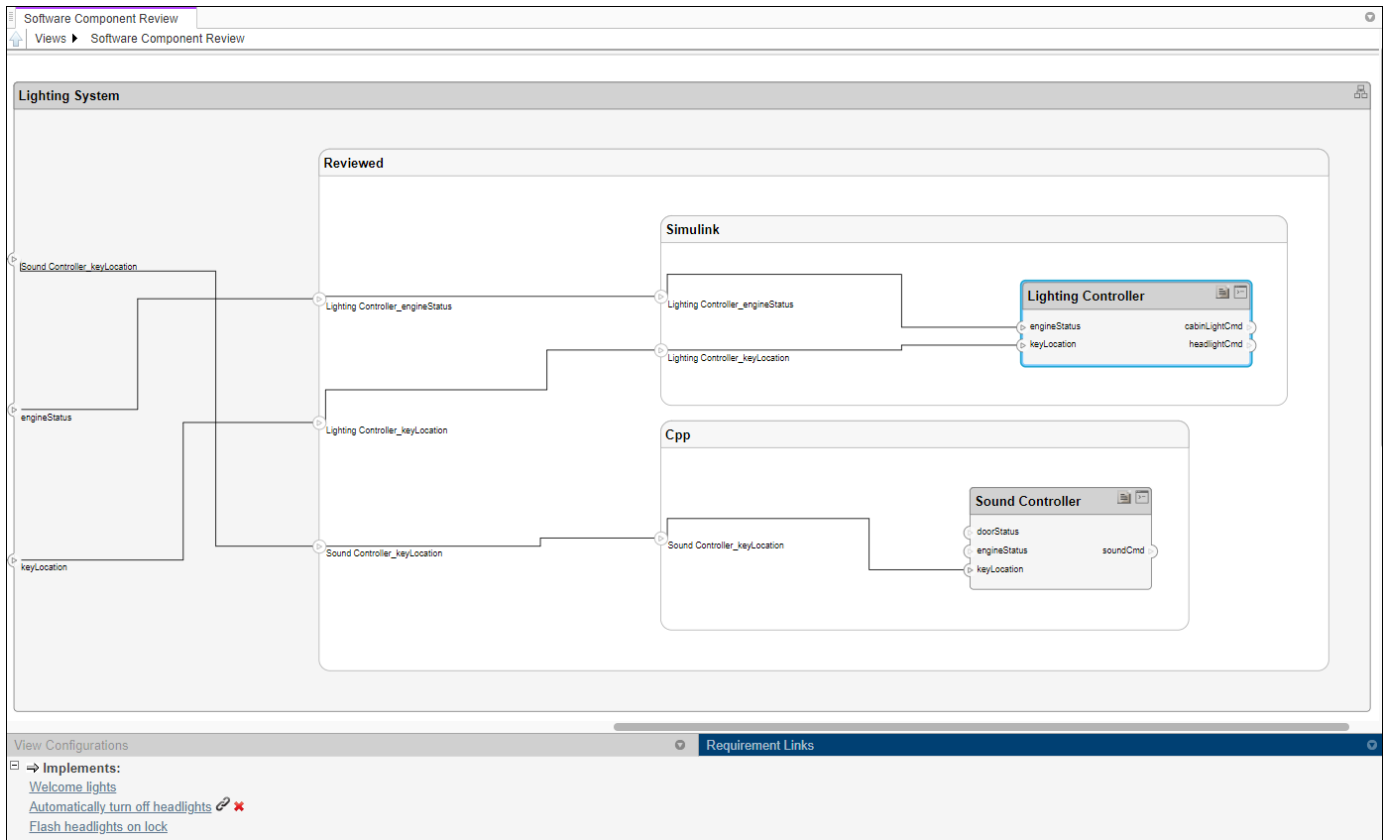 Software Component Review
Views Software Component Review
Lighting System
Reviewed
Simulink
Sound Controller_keyLocation
Lighting Controller_engineStatus
Lighting Controller_engineStatus
Lighting Controller
engineStatus cabinLightCmd
keyLocation headlightCmd
Lighting Controller_keyLocation
engineStatus
Lighting Controller_keyLocation
Cpp
Sound Controller
doorStatus
engineStatus soundCmd
keyLocation
Sound Controller_keyLocation
Sound Controller_keyLocation
keyLocation
View Configurations
Requirement Links
Implements:
Welcome lights
Automatically turn off headlights
Flash headlights on lock